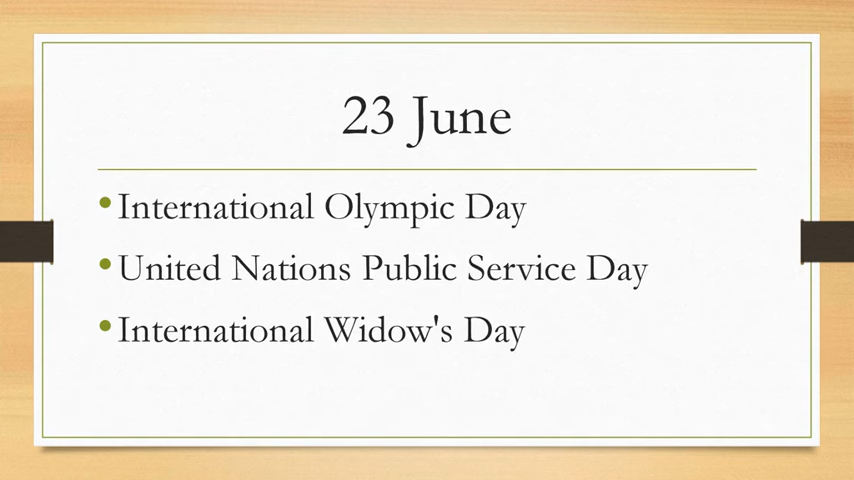 23 June
• International Olympic Day
• United Nations Public Service Day
• International Widow's Day